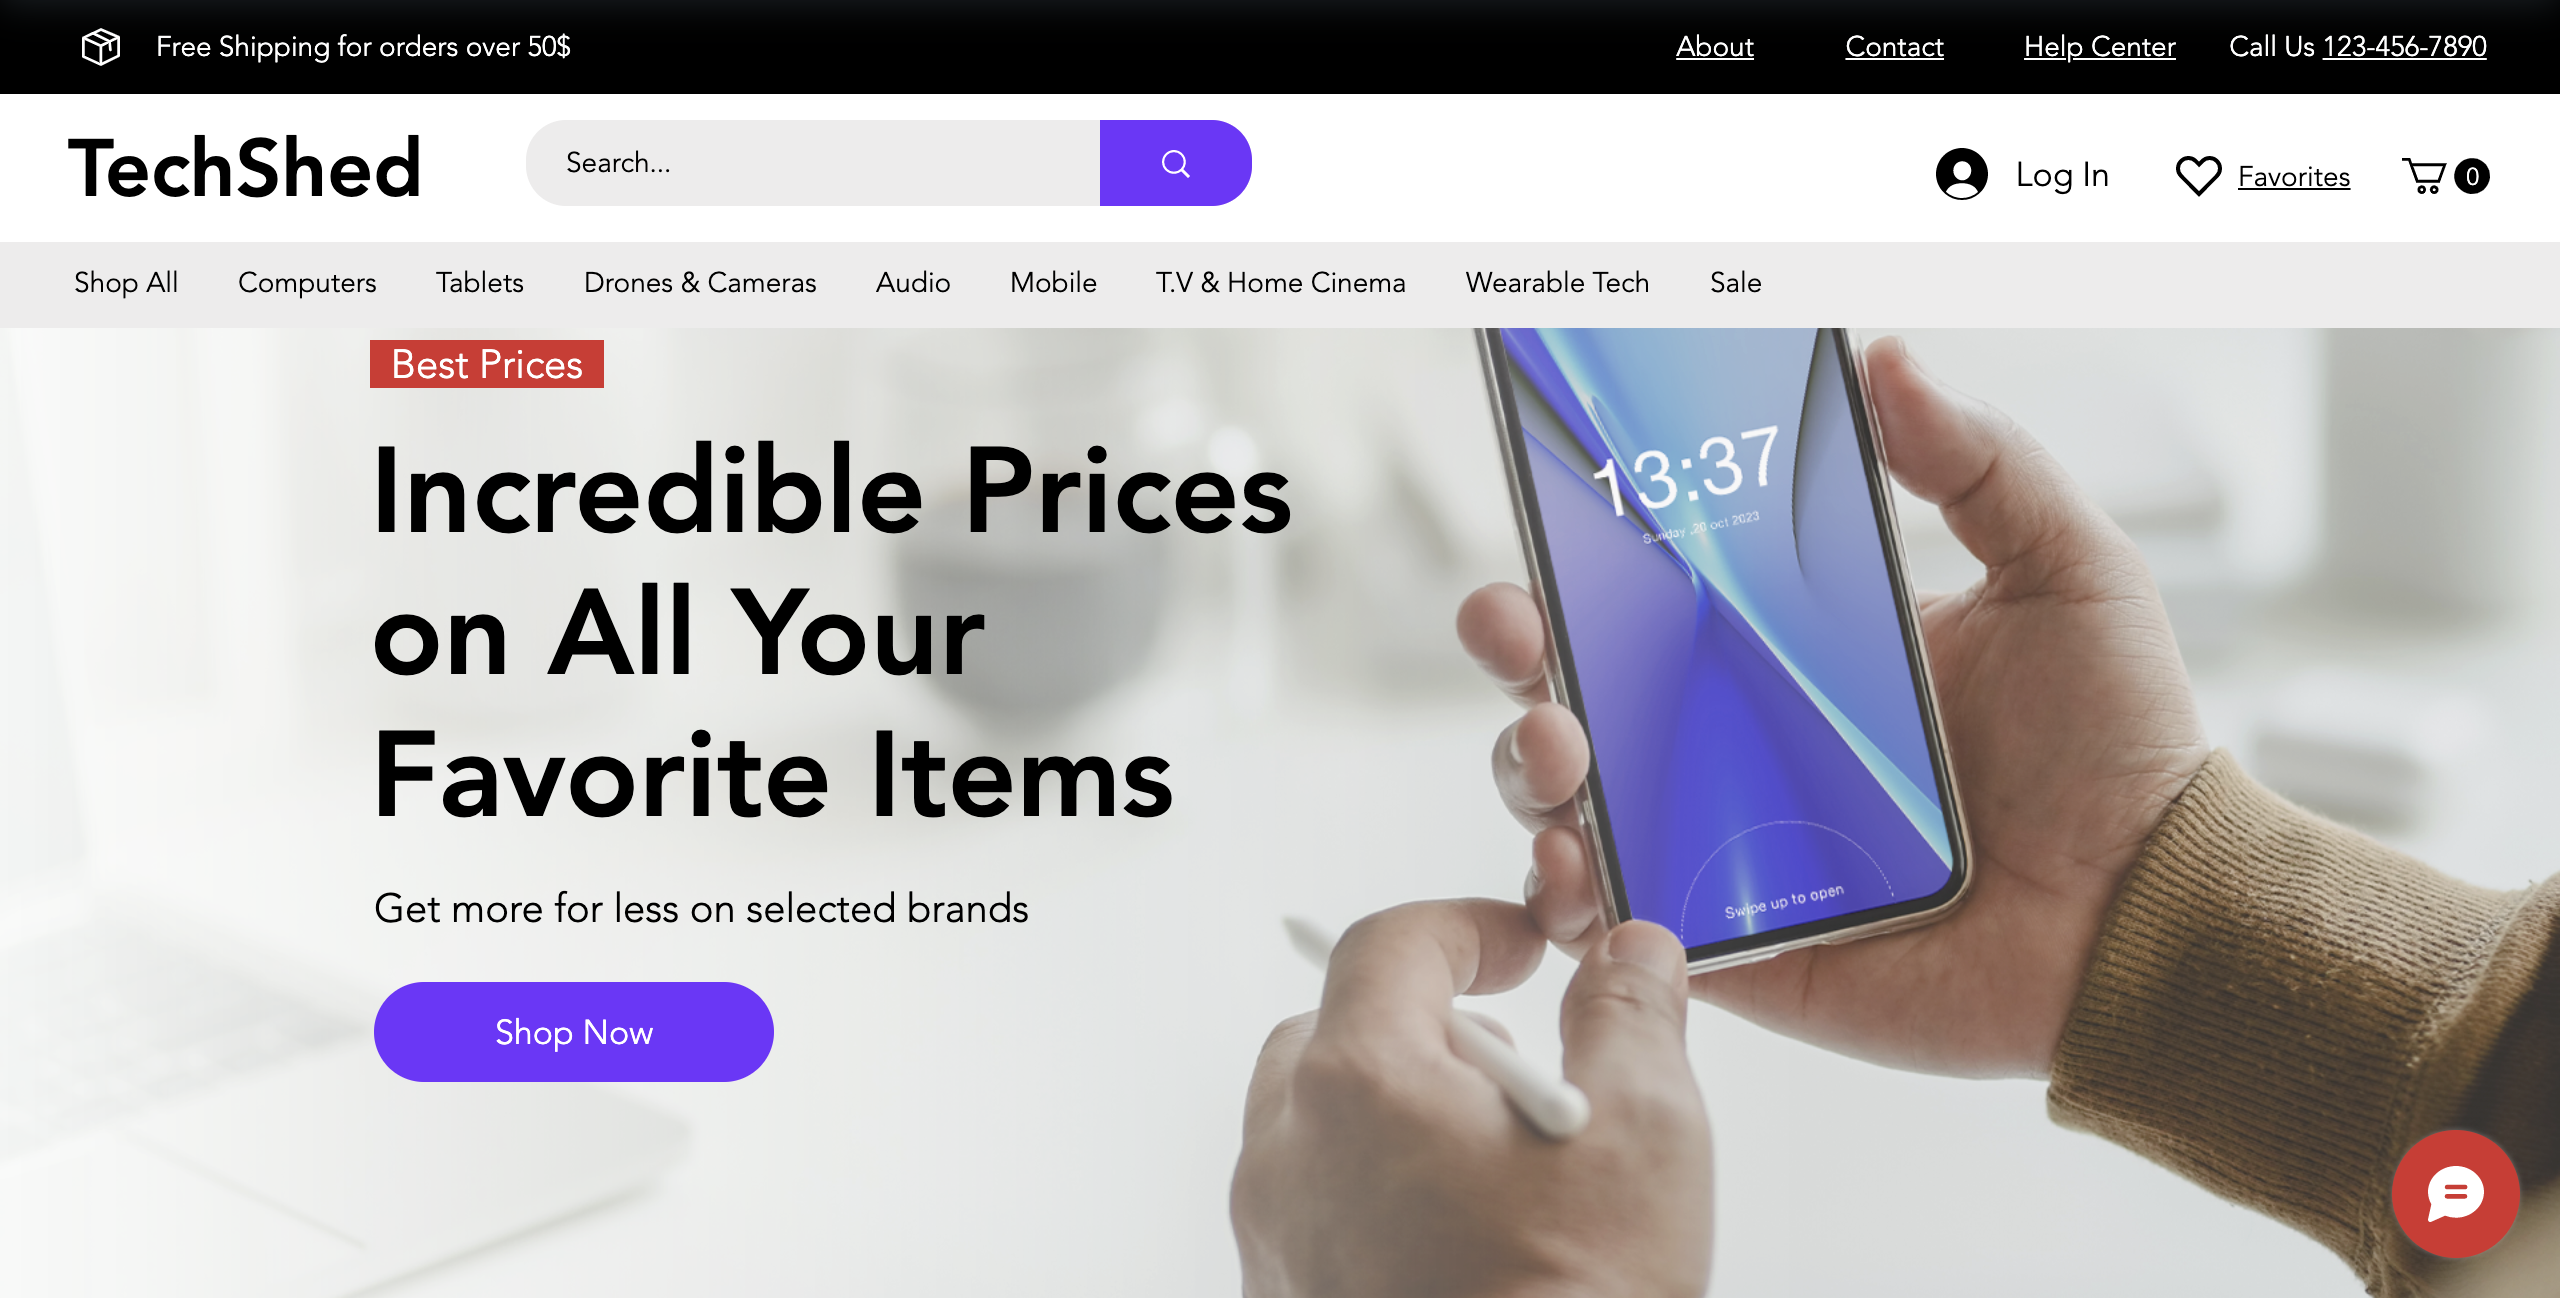 Free Shipping for orders over 50$
About Contact Help Center Call Us 123-456-7890
TechShed Search... Log In Favorites 0
Shop All Computers Tablets Drones & Cameras Audio Mobile T.V & Home Cinema Wearable Tech Sale
Best Prices
Incredible Prices
on All Your
Favorite Items
Get more for less on selected brands
Shop Now
13:37
Sunday .20 oct 2023
Swipe up to open